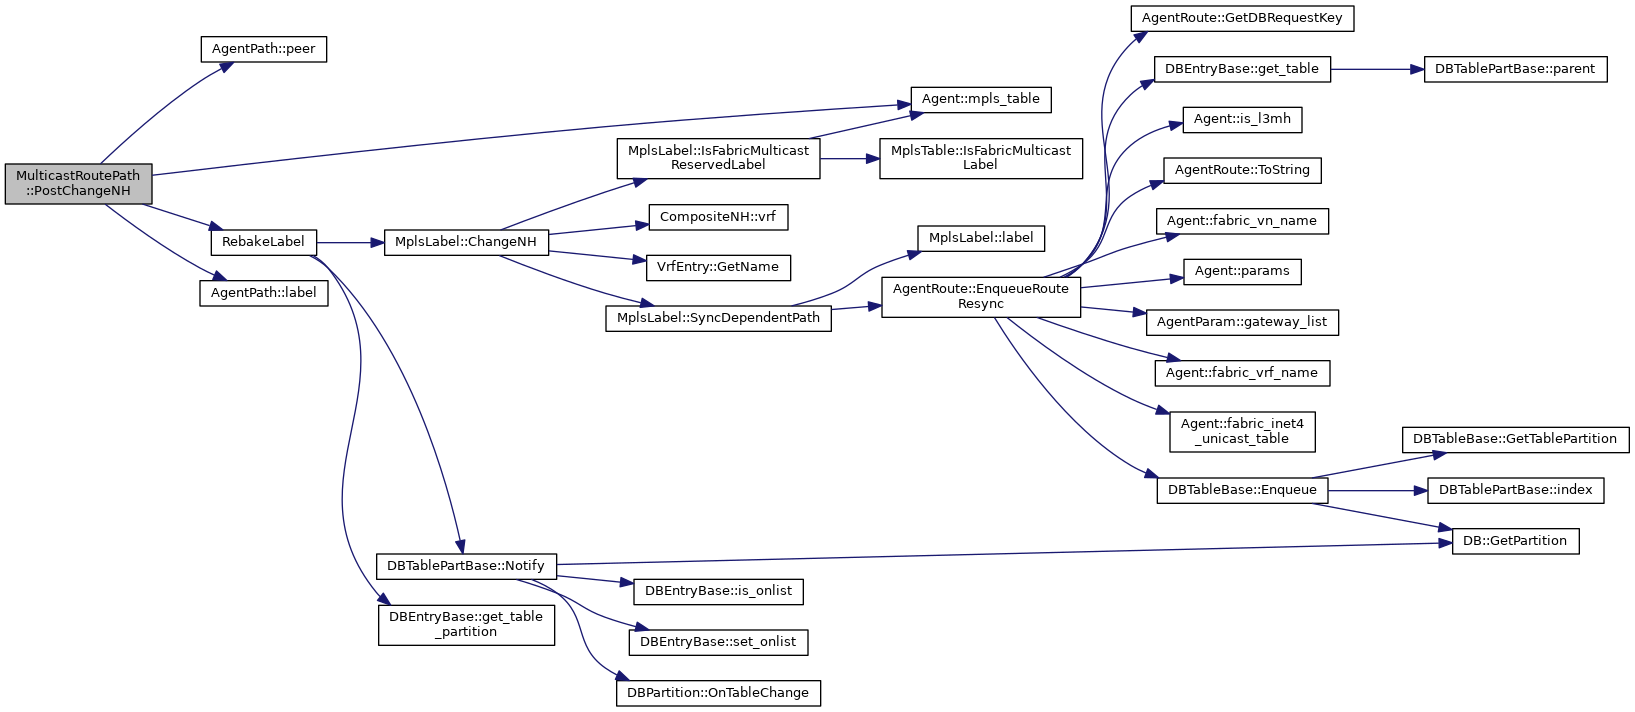 MulticastRoutePath
::PostChangeNH
AgentPath::peer
RebakeLabel
AgentPath::label
MplsLabel::ChangeNH
DBTablePartBase::Notify
DBEntryBase::get_table
_partition
MplsLabel::IsFabricMulticast
ReservedLabel
CompositeNH::vrf
VrfEntry::GetName
MplsLabel::SyncDependentPath
DBEntryBase::is_onlist
DBEntryBase::set_onlist
DBPartition::OnTableChange
Agent::mpls_table
MplsTable::IsFabricMulticast
Label
MplsLabel::label
AgentRoute::EnqueueRoute
Resync
AgentRoute::GetDBRequestKey
DBEntryBase::get_table
Agent::is_l3mh
AgentRoute::ToString
Agent::fabric_vn_name
Agent::params
AgentParam::gateway_list
Agent::fabric_vrf_name
Agent::fabric_inet4
_unicast_table
DBTableBase::Enqueue
DBTablePartBase::parent
DBTableBase::GetTablePartition
DBTablePartBase::index
DB::GetPartition